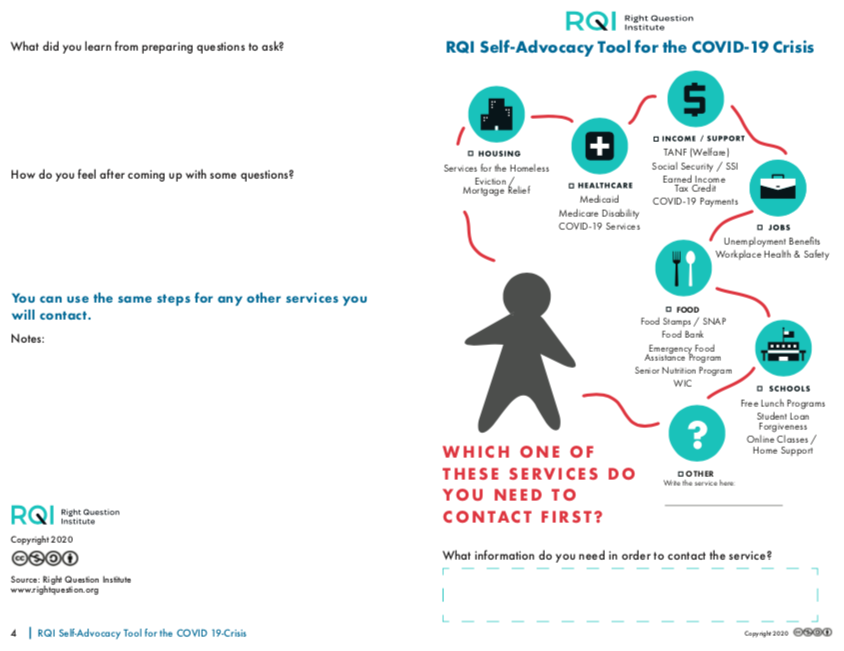 What did you learn from preparing questions to ask?
How do you feel after coming up with some questions?
You can use the same steps for any other services you
will contact.
Notes:
RQI Right Question
Institute
Copyright 2020
Source: Right Question Institute
www.rightquestion.org
4 | RQI Self-Advocacy Tool for the COVID 19-Crisis
RQI Right Question
Institute
RQI Self-Advocacy Tool for the COVID-19 Crisis
HOUSING
Services for the Homeless
Eviction /
Mortgage Relief
HEALTHCARE
Medicaid
Medicare Disability
COVID-19 Services
$
INCOME / SUPPORT
TANF (Welfare)
Social Security / SSI
Earned Income
Tax Credit
COVID-19 Payments
JOBS
Unemployment Benefits
Workplace Health & Safety
FOOD
Food Stamps / SNAP
Food Bank
Emergency Food
Assistance Program
Senior Nutrition Program
WIC
SCHOOLS
Free Lunch Programs
Student Loan
Forgiveness
Online Classes /
Home Support
?
OTHER
Write the service here:
WHICH ONE OF
THESE SERVICES DO
YOU NEED TO
CONTACT FIRST?
What information do you need in order to contact the service?
Copyright 2020